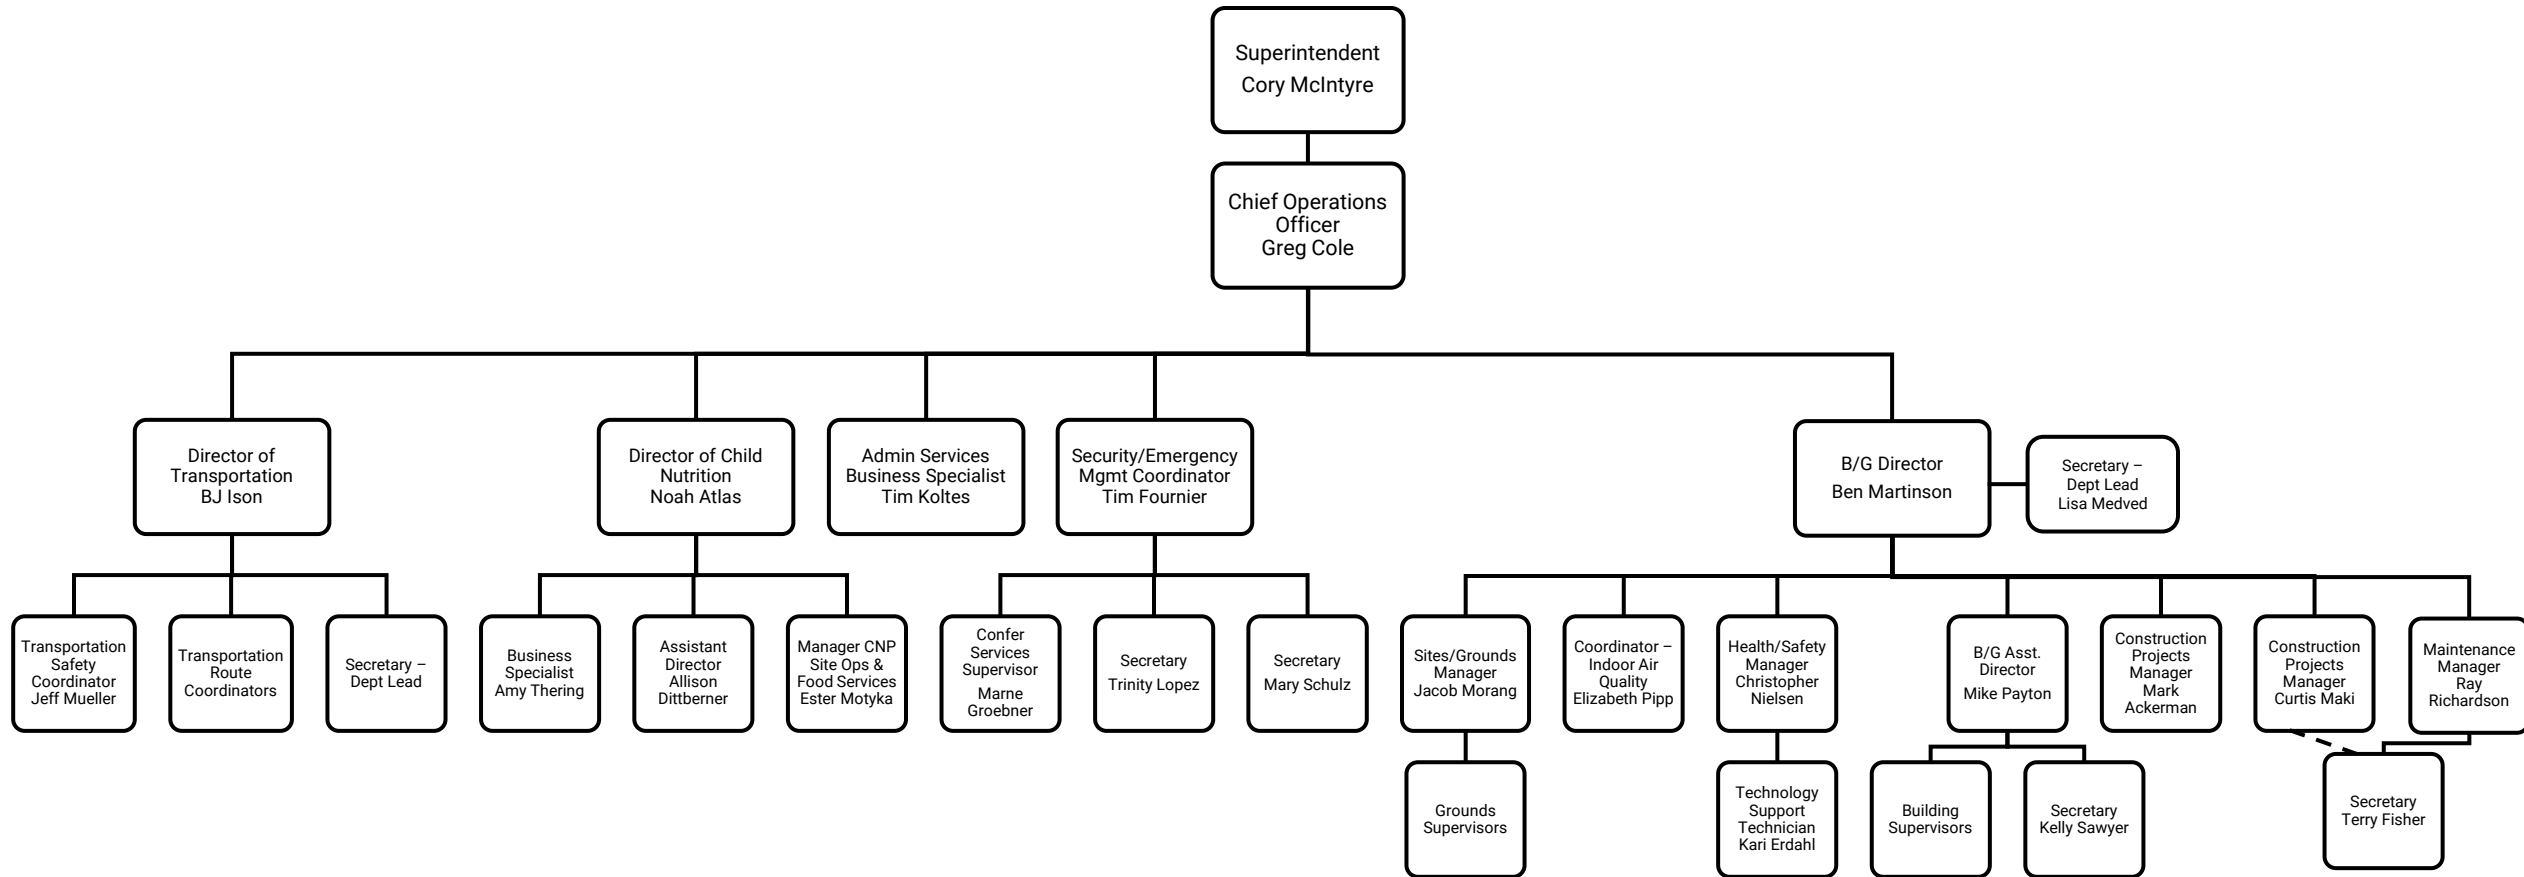 Superintendent
Cory McIntyre
Chief Operations
Officer
Greg Cole
Director of
Transportation
BJ Ison
Director of Child
Nutrition
Noah Atlas
Admin Services
Business Specialist
Tim Koltes
Security/Emergency
Mgmt Coordinator
Tim Fournier
B/G Director
Ben Martinson
Secretary –
Dept Lead
Lisa Medved
Transportation
Safety
Coordinator
Jeff Mueller
Transportation
Route
Coordinators
Secretary –
Dept Lead
Business
Specialist
Amy Thering
Assistant
Director
Allison
Dittberner
Manager CNP
Site Ops &
Food Services
Ester Motyka
Confer
Services
Supervisor
Marne
Groebner
Secretary
Trinity Lopez
Secretary
Mary Schulz
Sites/Grounds
Manager
Jacob Morang
Coordinator –
Indoor Air
Quality
Elizabeth Pipp
Health/Safety
Manager
Christopher
Nielsen
B/G Asst.
Director
Mike Payton
Construction
Projects
Manager
Mark
Ackerman
Construction
Projects
Manager
Curtis Maki
Maintenance
Manager
Ray
Richardson
Grounds
Supervisors
Technology
Support
Technician
Kari Erdahl
Building
Supervisors
Secretary
Kelly Sawyer
Secretary
Terry Fisher